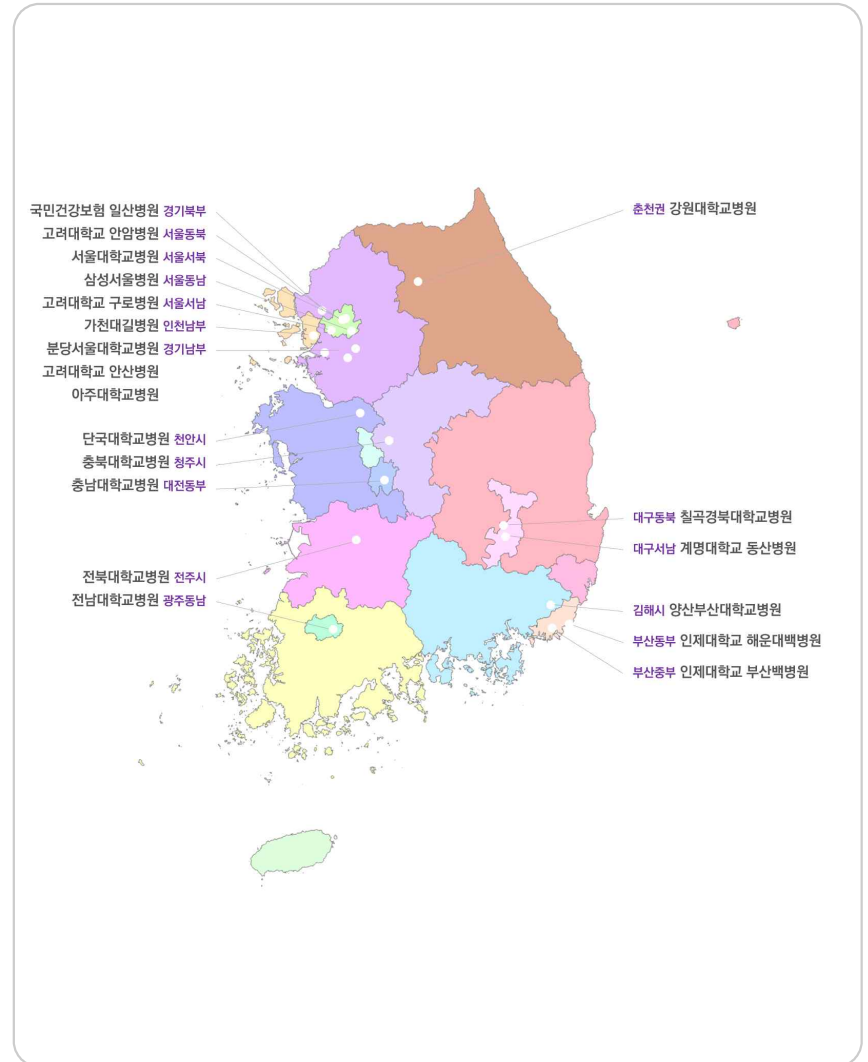 국민건강보험 일산병원 경기북부
고려대학교 안암병원 서울동북
서울대학교병원 서울서북
삼성서울병원 서울동남
고려대학교 구로병원 서울서남
가천대길병원 인천남부
분당서울대학교병원 경기남부
고려대학교 안산병원
아주대학교병원
단국대학교병원 천안시
충북대학교병원 청주시
충남대학교병원 대전동부
전북대학교병원 전주시
전남대학교병원 광주동남
춘천권 강원대학교병원
대구동북 칠곡경북대학교병원
대구서남 계명대학교 동산병원
김해시 양산부산대학교병원
부산동부 인제대학교 해운대백병원
부산중부 인제대학교 부산백병원